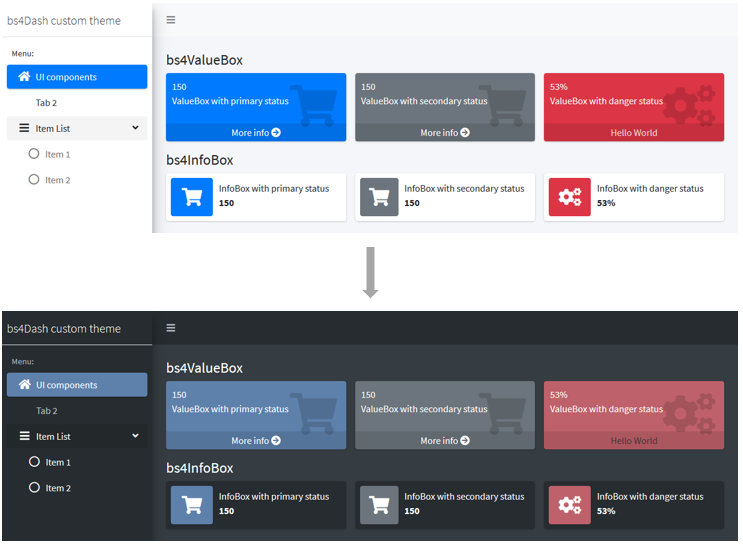 bs4Dash custom theme
Menu:
UI components
Tab 2
Item List
Item 1
Item 2
bs4ValueBox
150
ValueBox with primary status
More info
150
ValueBox with secondary status
More info
53%
ValueBox with danger status
Hello World
bs4InfoBox
InfoBox with primary status
150
InfoBox with secondary status
150
InfoBox with danger status
53%
bs4Dash custom theme
Menu:
UI components
Tab 2
Item List
Item 1
Item 2
bs4ValueBox
150
ValueBox with primary status
More info
150
ValueBox with secondary status
More info
53%
ValueBox with danger status
Hello World
bs4InfoBox
InfoBox with primary status
150
InfoBox with secondary status
150
InfoBox with danger status
53%